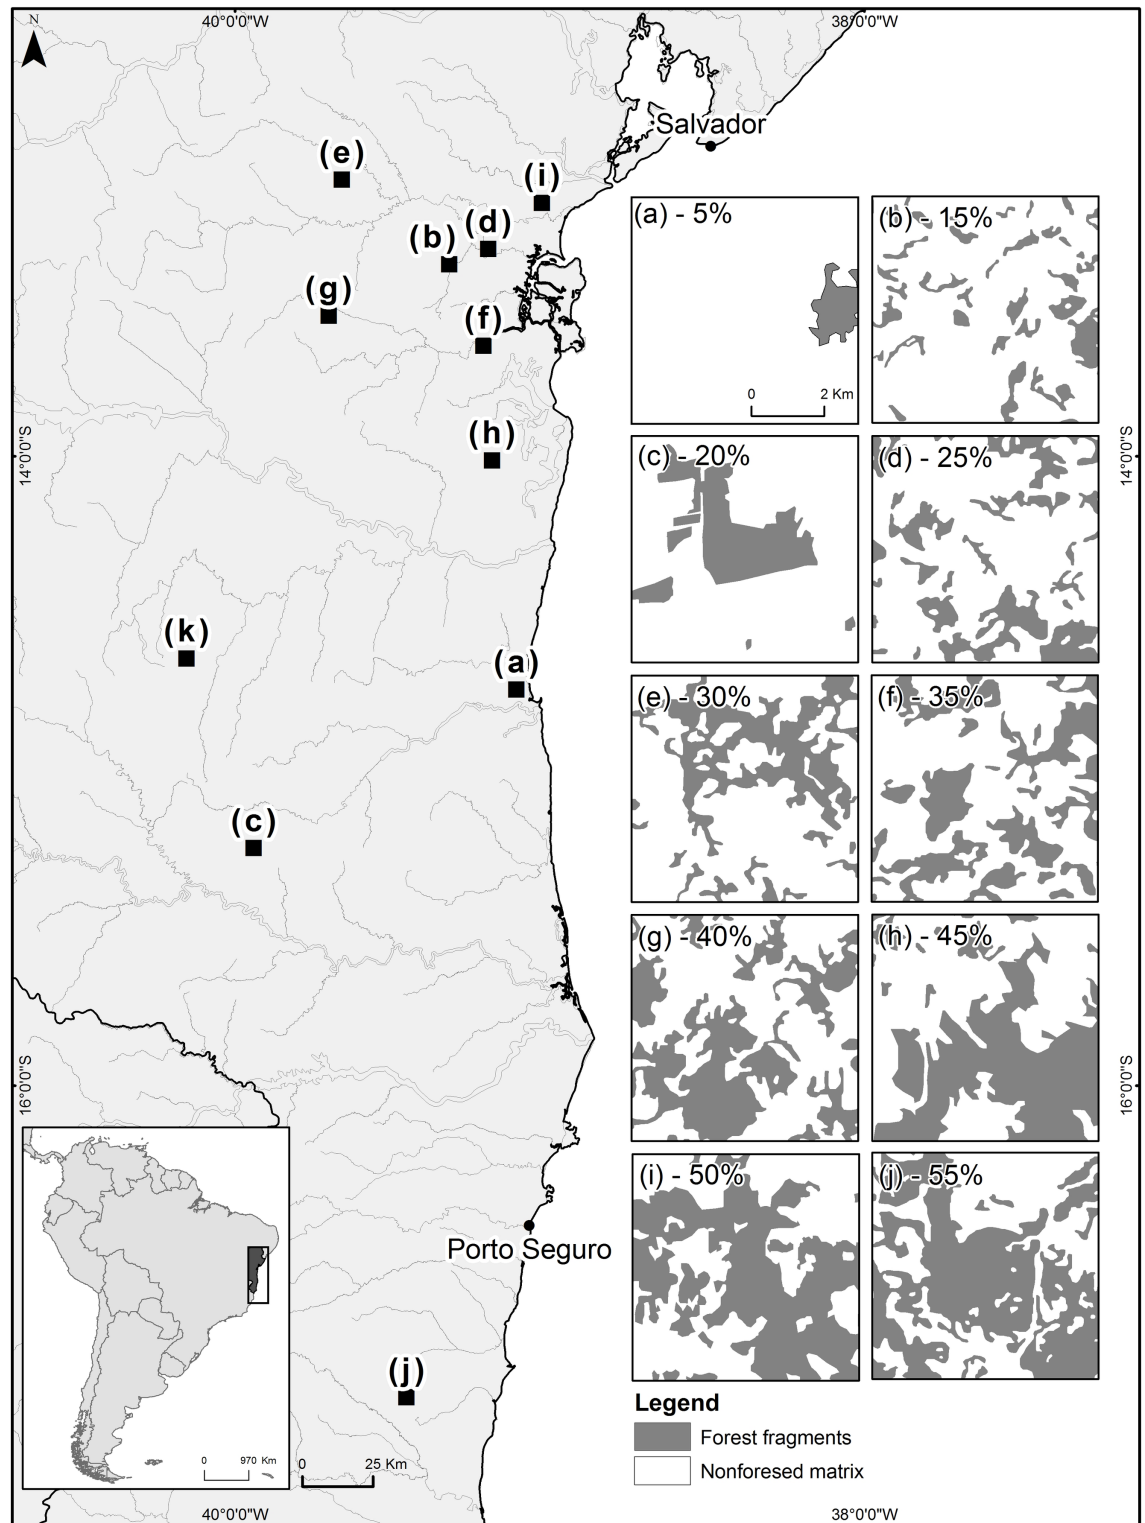 40°0'0"W
38°0'0"W
N
Salvador
(e)
(i)
(d)
(b)
(g)
(f)
(h)
(k)
(a)
(c)
(j)
14°0'0"S
14°0'0"S
16°0'0"S
16°0'0"S
Porto Seguro
(a) - 5%
0 2 Km
(b) - 15%
(c) - 20%
(d) - 25%
(e) - 30%
(f) - 35%
(g) - 40%
(h) - 45%
(i) - 50%
(j) - 55%
Legend
Forest fragments
Nonforesed matrix
0 970 Km
0 25 Km
40°0'0"W
38°0'0"W